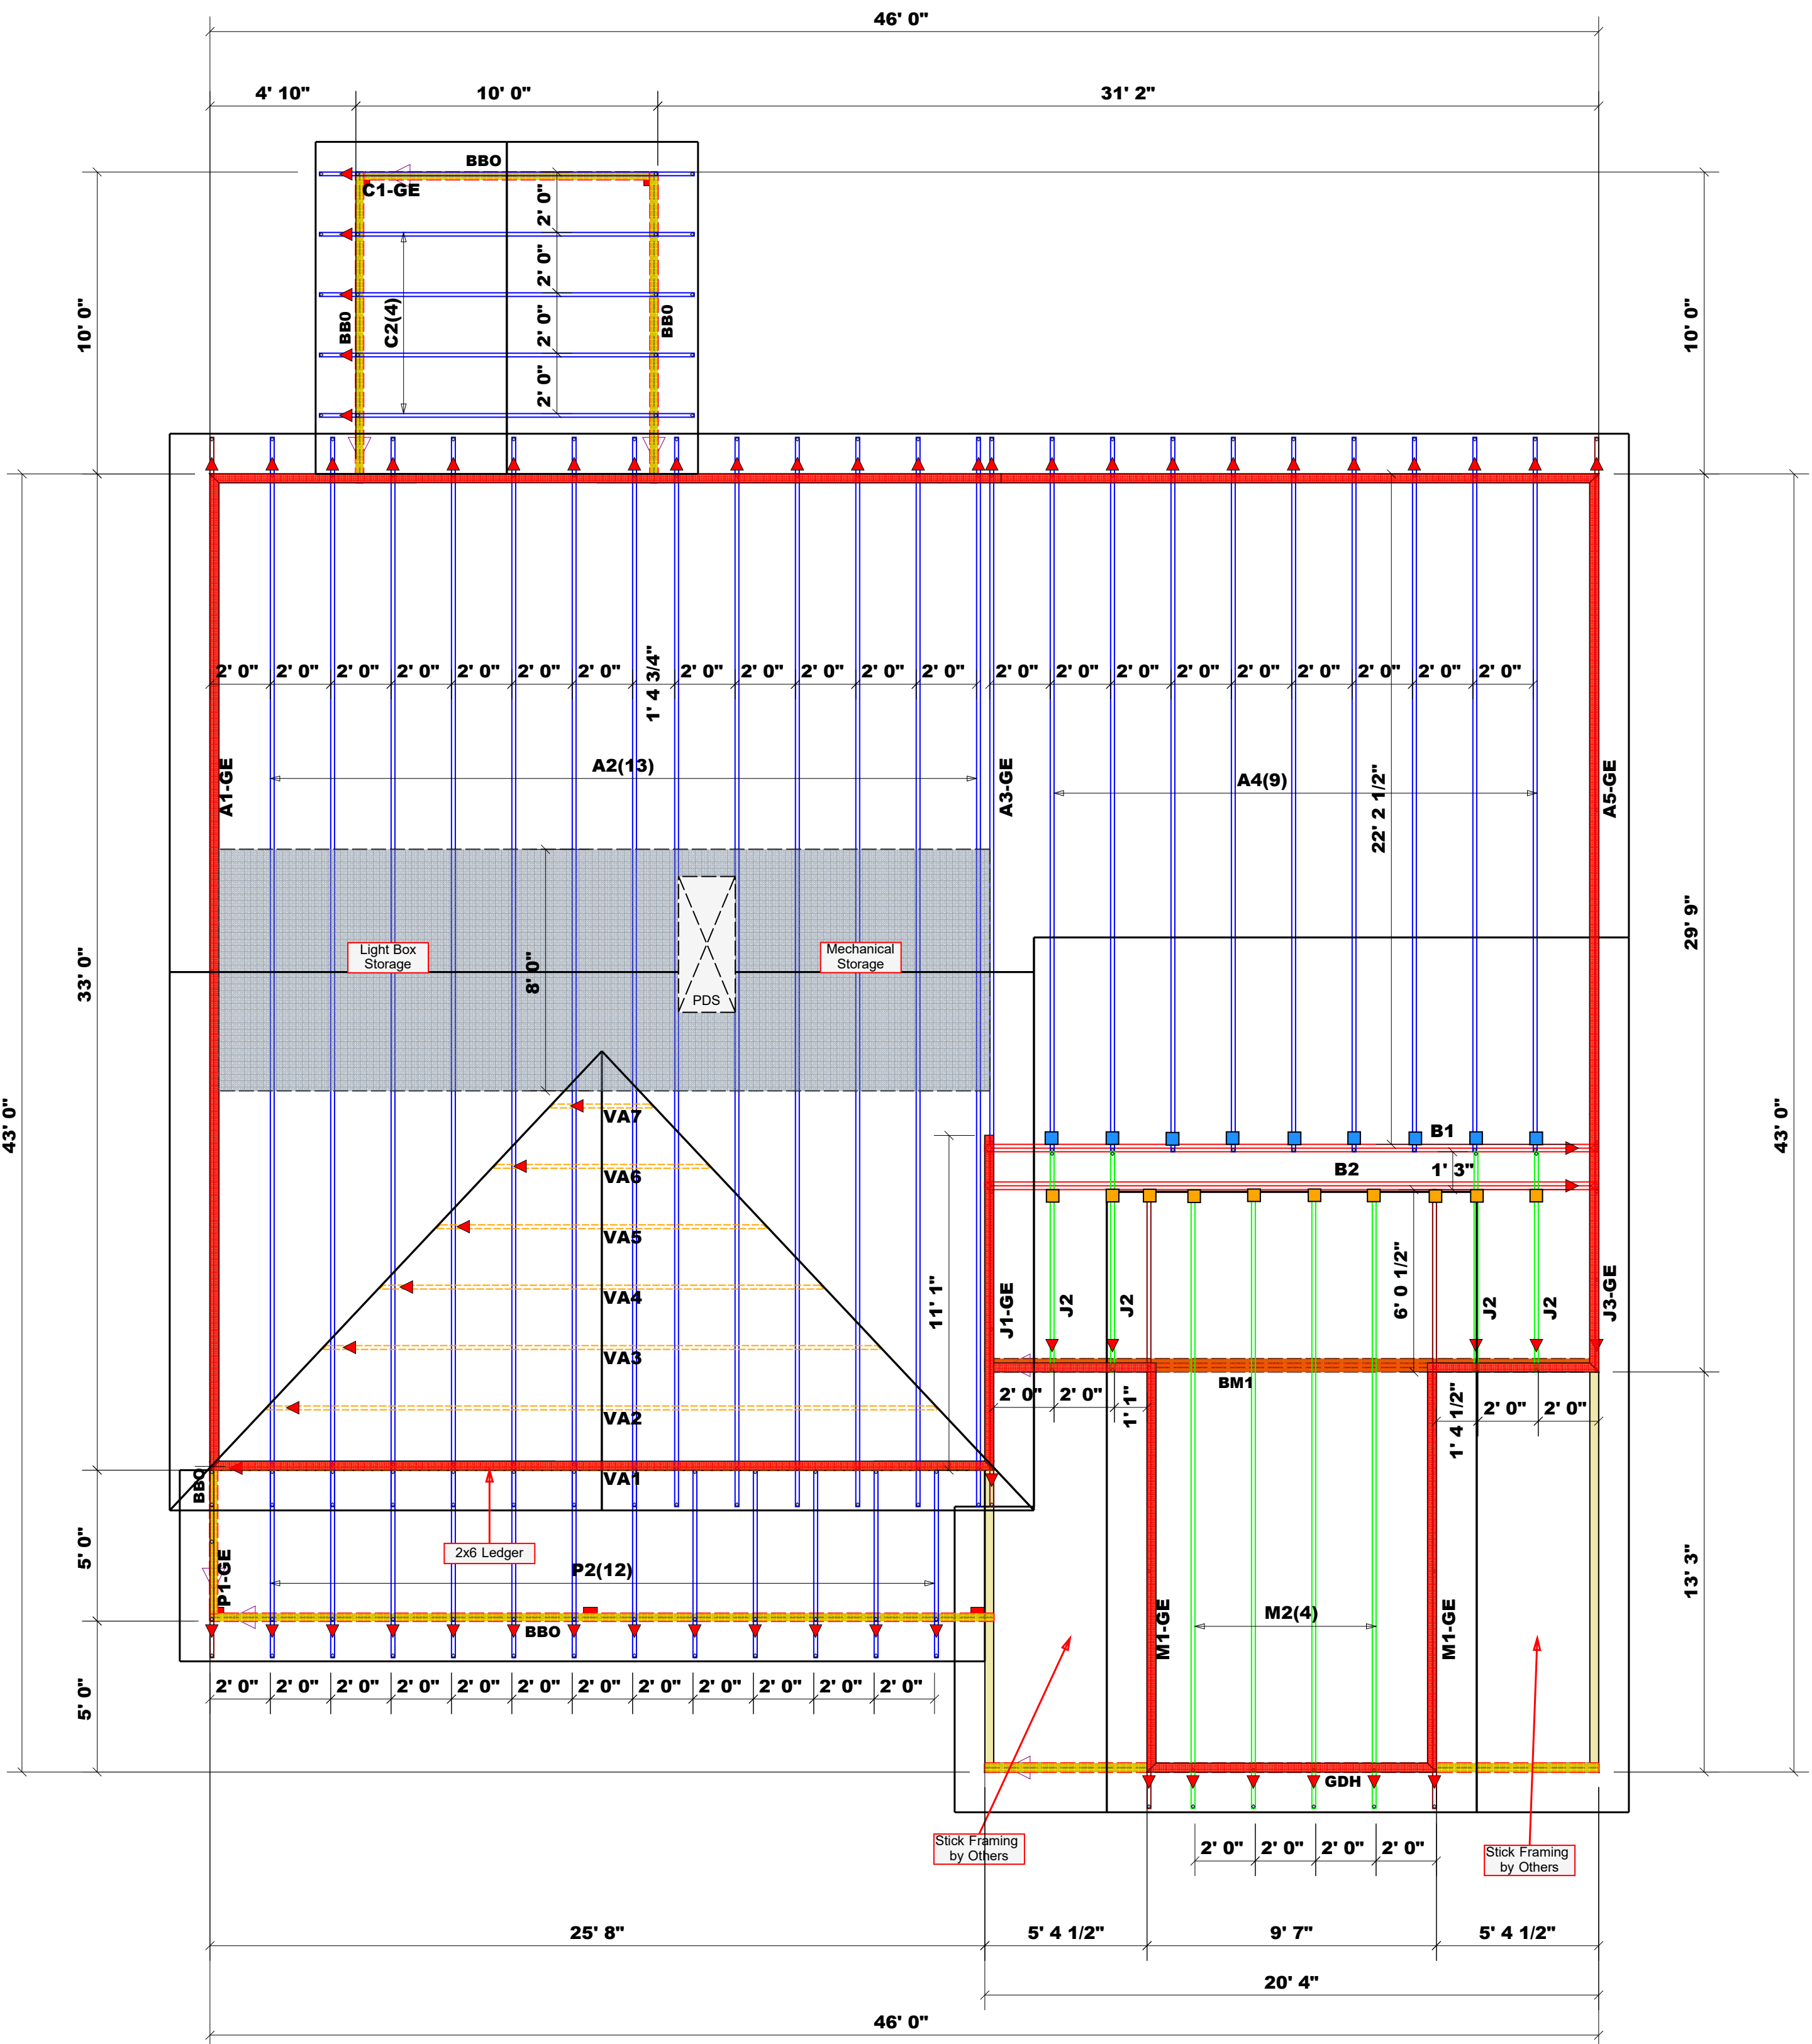 46' 0"
4' 10"
10' 0"
31' 2"
BBO
C1-GE
2' 0"
2' 0"
2' 0"
2' 0"
C2(4)
BBO
BBO
10' 0"
10' 0"
2' 0" 2' 0" 2' 0" 2' 0" 2' 0" 2' 0" 2' 0" 1' 4 3/4" 2' 0" 2' 0" 2' 0" 2' 0" 2' 0" 2' 0" 2' 0" 2' 0" 2' 0" 2' 0" 2' 0" 2' 0" 2' 0" 2' 0"
A1-GE
A2(13)
A3-GE
A4(9)
22' 2 1/2"
A5-GE
29' 9"
33' 0"
43' 0"
43' 0"
Light Box
Storage
8' 0"
PDS
Mechanical
Storage
VA7
VA6
VA5
VA4
VA3
VA2
VA1
B1
B2
1' 3"
11' 1"
J1-GE
J2
J2
6' 0 1/2"
J2
J2
J3-GE
BM1
2' 0" 2' 0" 1' 1"
1' 4 1/2" 2' 0" 2' 0"
BBO
P1-GE
5' 0"
2x6 Ledger
P2(12)
BBO
5' 0"
2' 0" 2' 0" 2' 0" 2' 0" 2' 0" 2' 0" 2' 0" 2' 0" 2' 0" 2' 0" 2' 0" 2' 0"
M1-GE
M2(4)
M1-GE
13' 3"
GDH
Stick Framing
by Others
2' 0" 2' 0" 2' 0" 2' 0"
Stick Framing
by Others
25' 8"
5' 4 1/2"
9' 7"
5' 4 1/2"
20' 4"
46' 0"